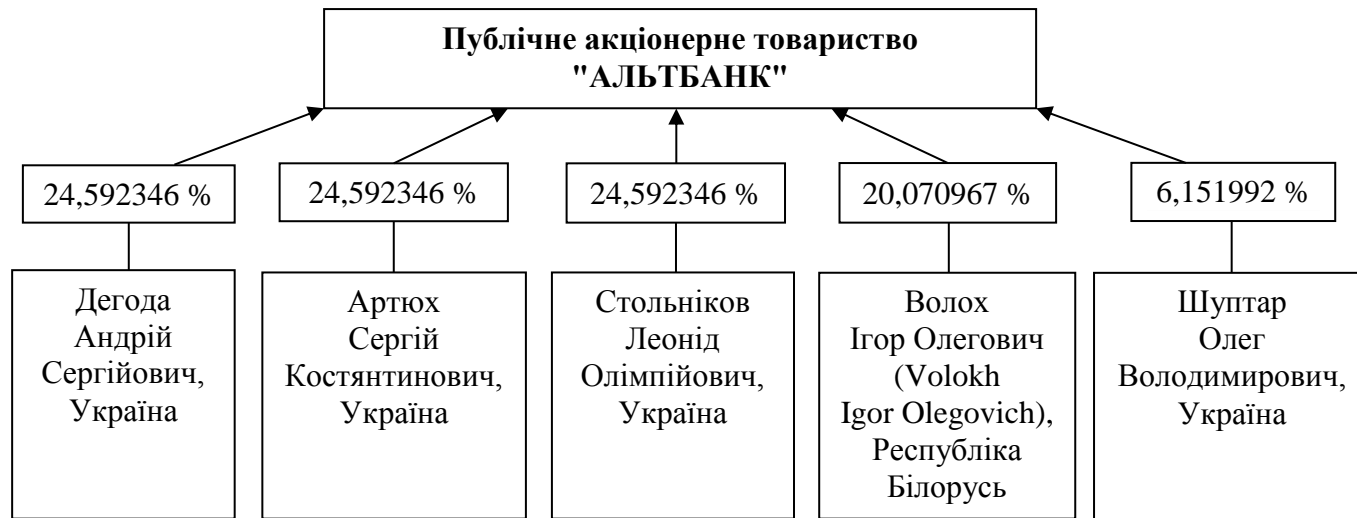 Публічне акціонерне товариство
"АЛЬТБАНК"
24,592346 %
24,592346 %
24,592346 %
20,070967 %
6,151992 %
Дегода
Андрій
Сергійович,
Україна
Артюх
Сергій
Костянтинович,
Україна
Стольніков
Леонід
Олімпійович,
Україна
Волох
Ігор Олегович
(Volokh
Igor Olegovich),
Республіка
Білорусь
Шуптар
Олег
Володимирович,
Україна